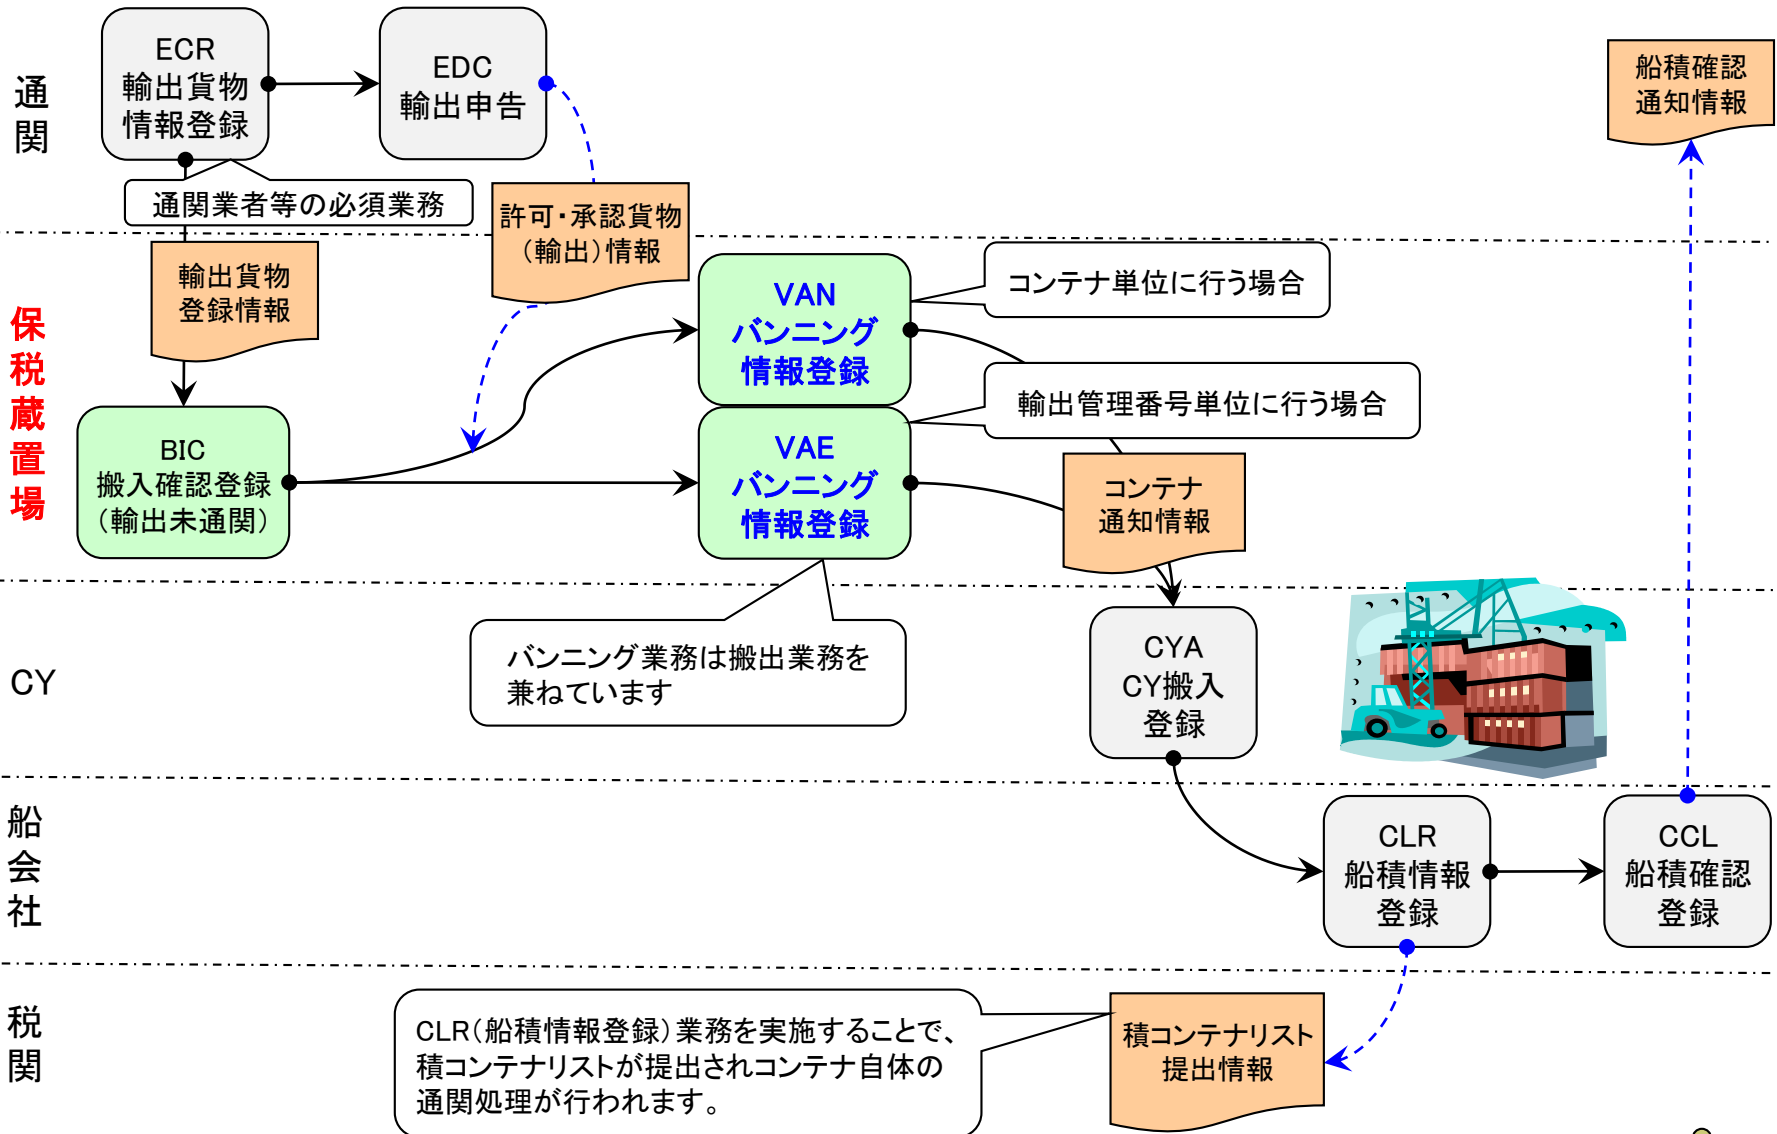 通
関
ECR
輸出貨物
情報登録
EDC
輸出申告
船積確認
通知情報
通関業者等の必須業務
許可・承認貨物
（輸出）情報
保
税
蔵
置
場
輸出貨物
登録情報
VAN
バンニング
情報登録
コンテナ単位に行う場合
輸出管理番号単位に行う場合
BIC
搬入確認登録
（輸出未通関）
VAE
バンニング
情報登録
コンテナ
通知情報
CY
バンニング業務は搬出業務を
兼ねています
CYA
CY搬入
登録
船
会
社
CLR
船積情報
登録
CCL
船積確認
登録
税
関
CLR（船積情報登録）業務を実施することで、
積コンテナリストが提出されコンテナ自体の
通関処理が行われます。
積コンテナリスト
提出情報